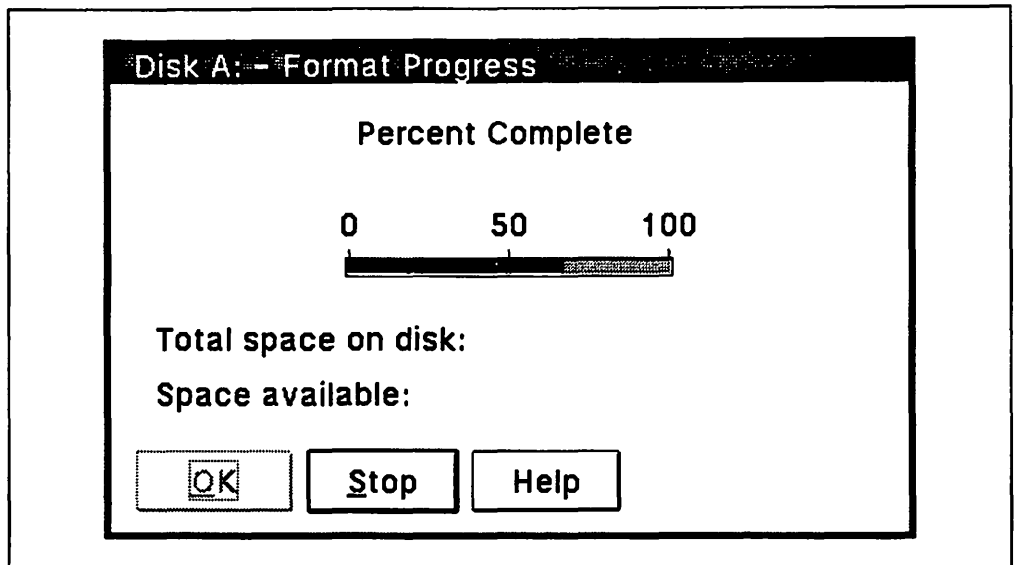 Disk A: - Format Progress
Percent Complete
0 50 100
Total space on disk:
Space available:
OK Stop Help